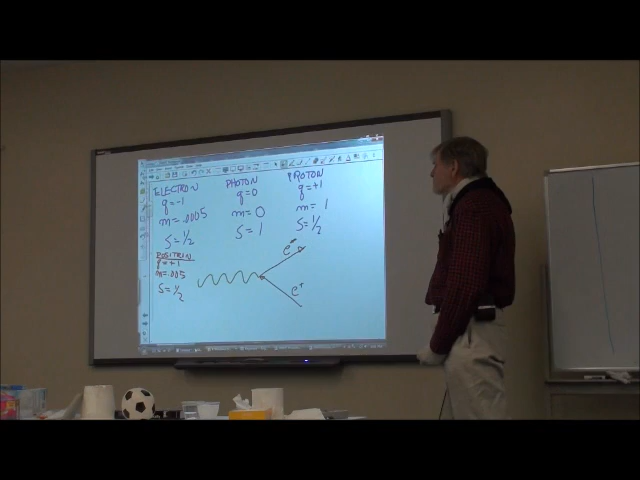 ELECTRON
q=-1
m=.0005
S=1/2
PHOTON
q=0
m=0
S=1
PROTON
q=+1
m=1
S=1/2
POSITRON
q=+1
m=.005
S=1/2
e⁻
e⁺